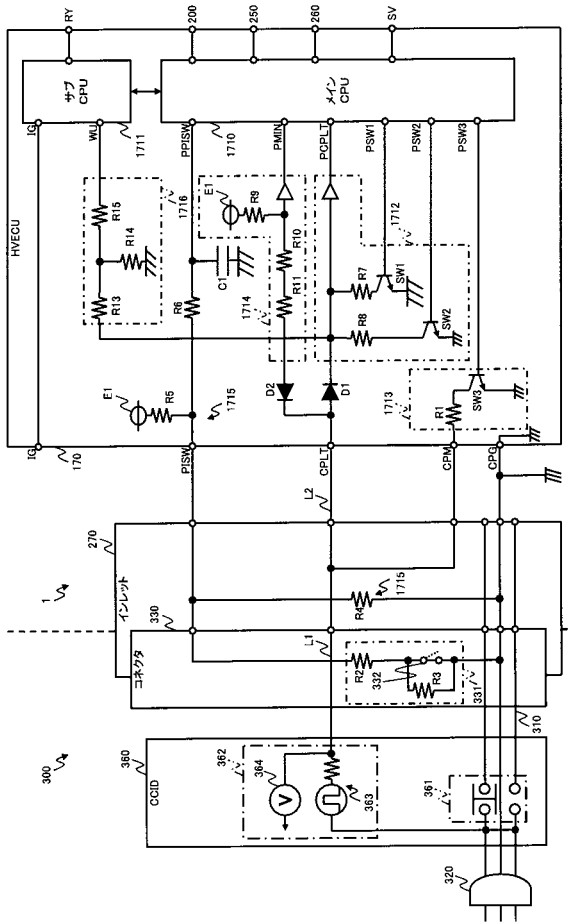 HVECU
RY
200
250
260
SV
サブ
CPU
メイン
CPU
IG
WU
1711
PPISW
1710
PMIN
PCPLT
PSW1
PSW2
PSW3
R15
R14
R13
1716
E1
R9
R10
R11
1714
C1
R6
1712
R7
SW1
R8
SW2
E1
R5
1715
D2
D1
1713
R1
SW3
IG
170
PISW
CPLT
CPM
CPG
L2
270
インレット
1
330
コネクタ
1715
R4
L1
R2
332
R3
331
310
300
360
CCID
362
364
V
363
361
320